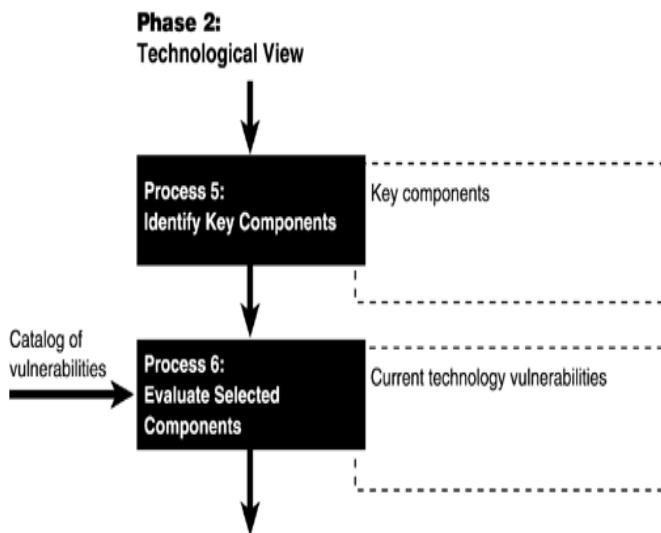 Phase 2:
Technological View
Process 5:
Identify Key Components
Key components
Catalog of
vulnerabilities
Process 6:
Evaluate Selected
Components
Current technology vulnerabilities